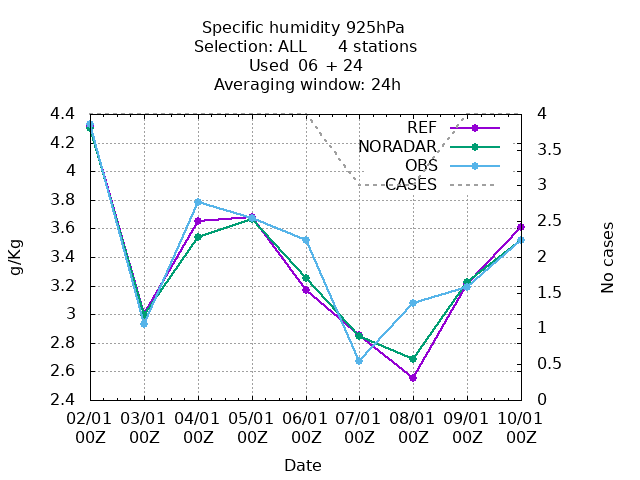 Specific humidity 925hPa
Selection: ALL 4 stations
Used 06 + 24
Averaging window: 24h
4.4
4.2
4
3.8
3.6
3.4
3.2
3
2.8
2.6
2.4
g/Kg
REF
NORADAR
OBS
CASES
4
3.5
3
2.5
2
1.5
1
0.5
0
No cases
02/01 03/01 04/01 05/01 06/01 07/01 08/01 09/01 10/01
00Z 00Z 00Z 00Z 00Z 00Z 00Z 00Z 00Z
Date